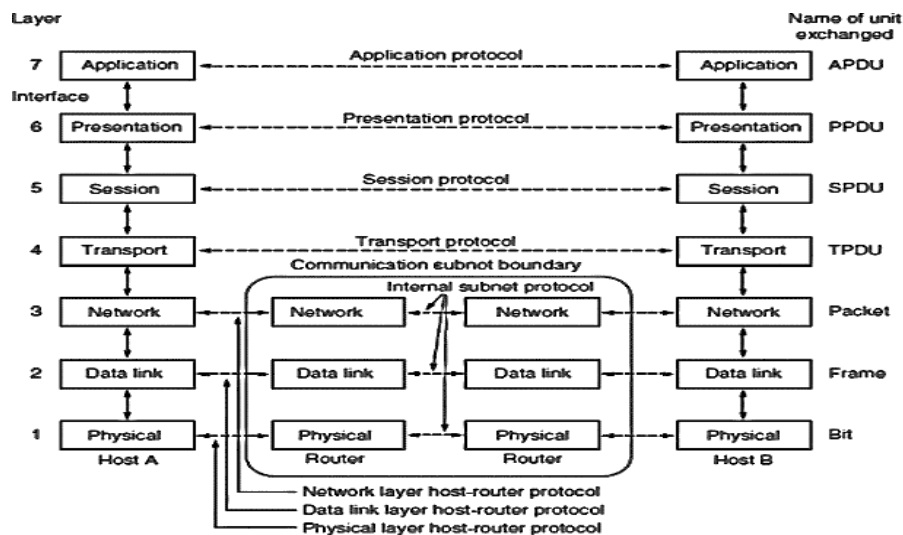 Layer
Name of unit
exchanged
Application protocol
7 Application Application APDU
Interface
Presentation protocol
6 Presentation Presentation PPDU
Session protocol
5 Session Session SPDU
Transport protocol
4 Transport Transport TPDU
Communication subnot boundary
Internal subnet protocol
3 Network Network Network Network Packet
2 Data link Data link Data link Data link Frame
1 Physical Physical Physical Physical Bit
Host A Router Router Host B
Network layer host-router protocol
Data link layer host-router protocol
Physical layer host-router protocol